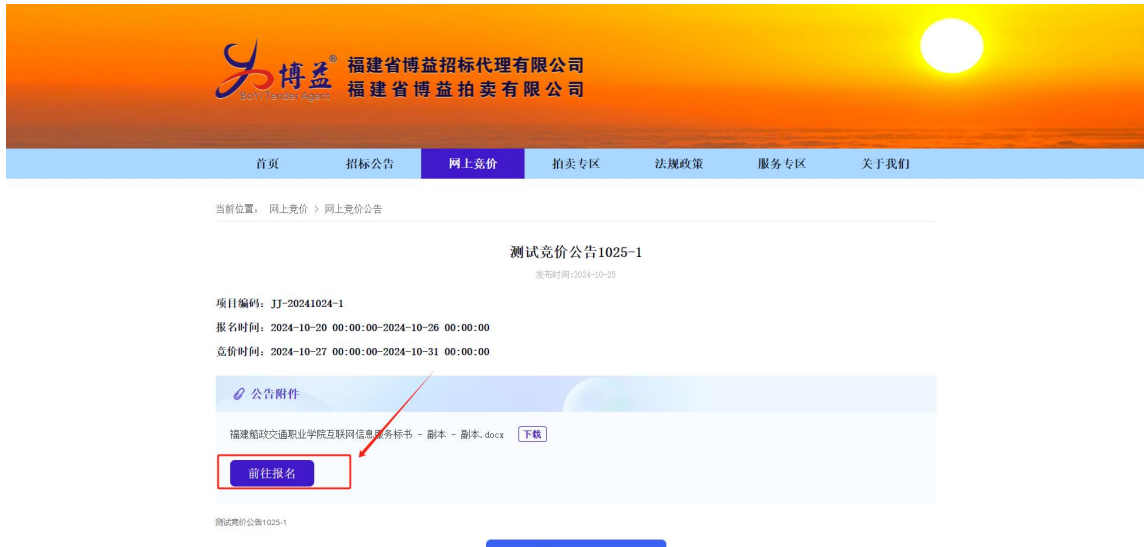 博益®
BoYi Tender Agent
福建省博益招标代理有限公司
福建省博益拍卖有限公司
首页 招标公告 网上竞价 拍卖专区 法规政策 服务专区 关于我们
当前位置： 网上竞价 > 网上竞价公告
测试竞价公告1025-1
发布时间:2024-10-25
项目编码：JJ-20241024-1
报名时间：2024-10-20 00:00:00-2024-10-26 00:00:00
竞价时间：2024-10-27 00:00:00-2024-10-31 00:00:00
公告附件
福建船政交通职业学院互联网信息服务标书 - 副本 - 副本.docx 下载
前往报名
测试竞价公告1025-1